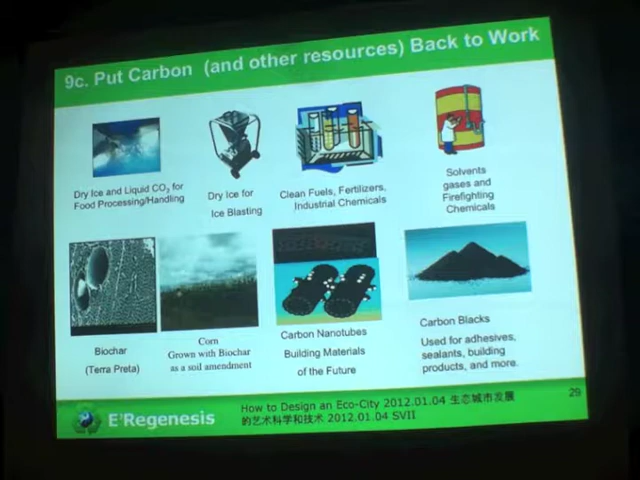 9c. Put Carbon (and other resources) Back to Work
Dry Ice and Liquid CO2 for
Food Processing/Handling
Dry Ice for
Ice Blasting
Clean Fuels, Fertilizers,
Industrial Chemicals
Solvents
gases and
Firefighting
Chemicals
Biochar
(Terra Preta)
Corn
Grown with Biochar
as a soil amendment
Carbon Nanotubes
Building Materials
of the Future
Carbon Blacks
Used for adhesives,
sealants, building
products, and more.
E³Regenesis
How to Design an Eco-City 2012.01.04 生态城市发展
的艺术科学和技术 2012.01.04 SVII
29